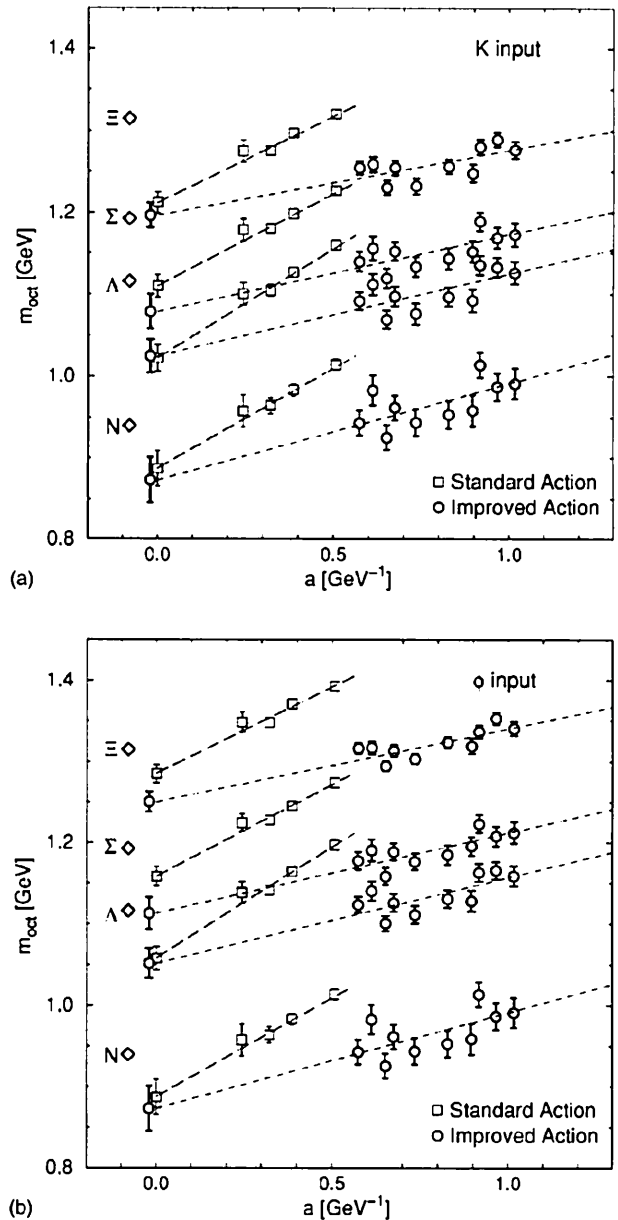 1.4
1.2
1.0
0.8
m_oct [GeV]
K input
Ξ◇
Σ◇
Λ◇
N◇
□ Standard Action
○ Improved Action
0.0 0.5 1.0
a [GeV⁻¹]
(a)
1.4
1.2
1.0
0.8
m_oct [GeV]
ϕ input
Ξ◇
Σ◇
Λ◇
N◇
□ Standard Action
○ Improved Action
0.0 0.5 1.0
a [GeV⁻¹]
(b)